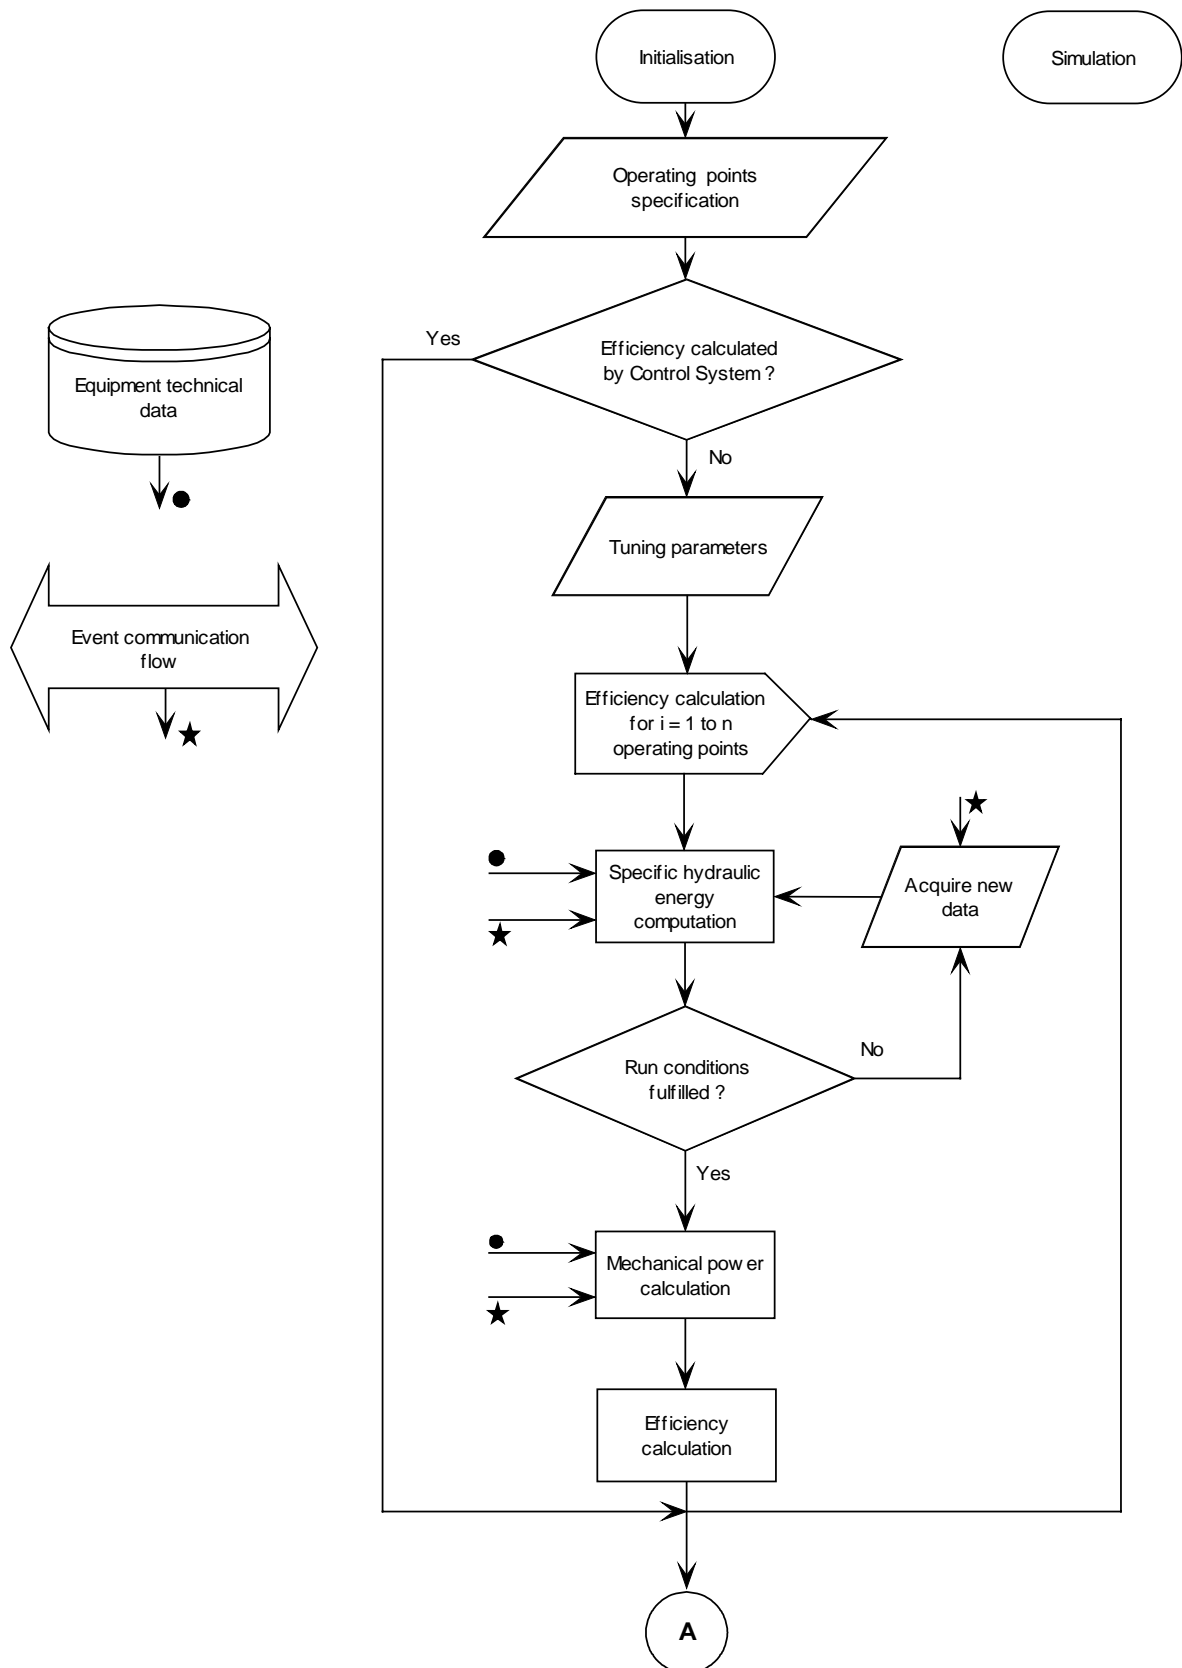 Initialisation
Simulation
Operating points
specification
Yes
Efficiency calculated
by Control System ?
Equipment technical
data
No
Tuning parameters
Event communication
flow
Efficiency calculation
for i = 1 to n
operating points
Specific hydraulic
energy
computation
Acquire new
data
No
Run conditions
fulfilled ?
Yes
Mechanical power
calculation
Efficiency
calculation
A